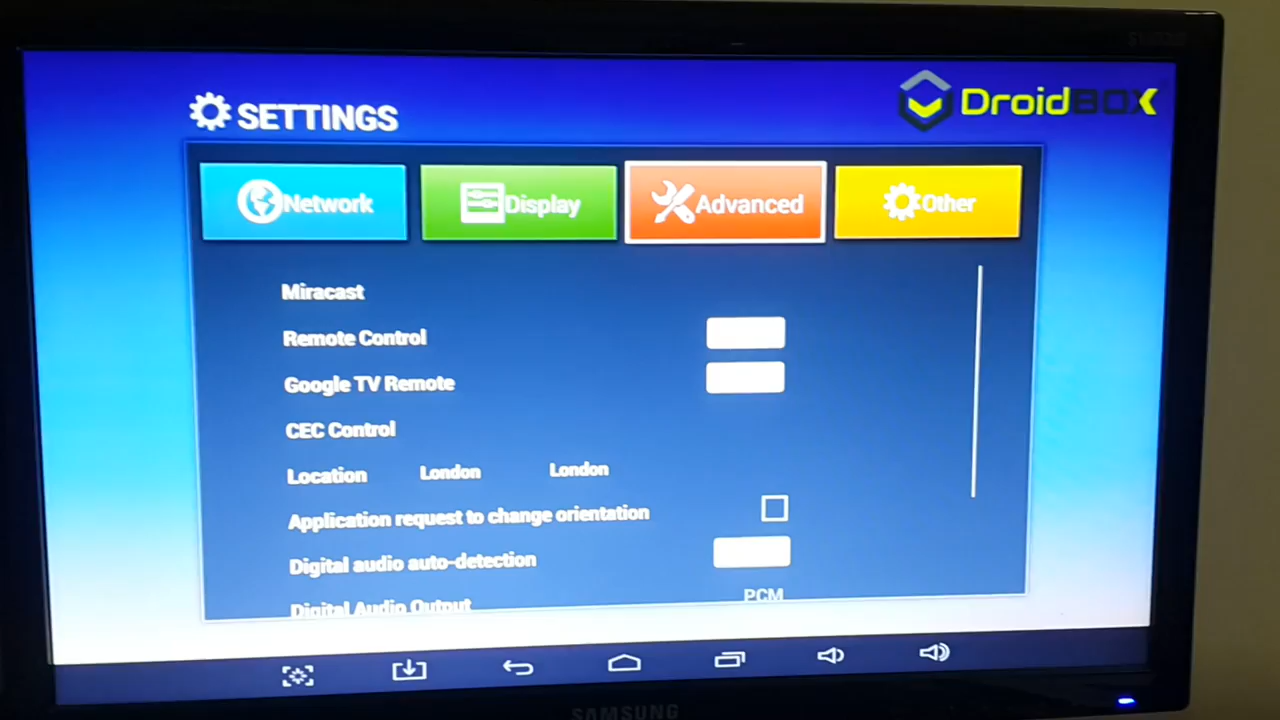 SETTINGS
DroidBOX
Network
Display
Advanced
Other
Miracast
Remote Control
Google TV Remote
CEC Control
Location London London
Application request to change orientation
Digital audio auto-detection
Digital Audio Output PCM
SAMSUNG